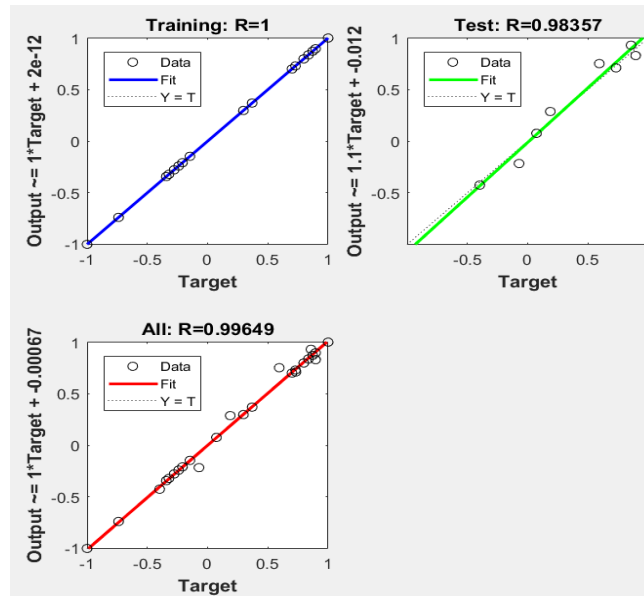 Training: R=1
Output ~= 1*Target + 2e-12
1
0.5
0
-0.5
-1
Data
Fit
Y = T
-1
-0.5
0
0.5
1
Target
Test: R=0.98357
Output ~= 1.1*Target + -0.012
1
0.5
0
-0.5
-1
Data
Fit
Y = T
-0.5
0
0.5
Target
All: R=0.99649
Output ~= 1*Target + -0.00067
1
0.5
0
-0.5
-1
Data
Fit
Y = T
-1
-0.5
0
0.5
1
Target